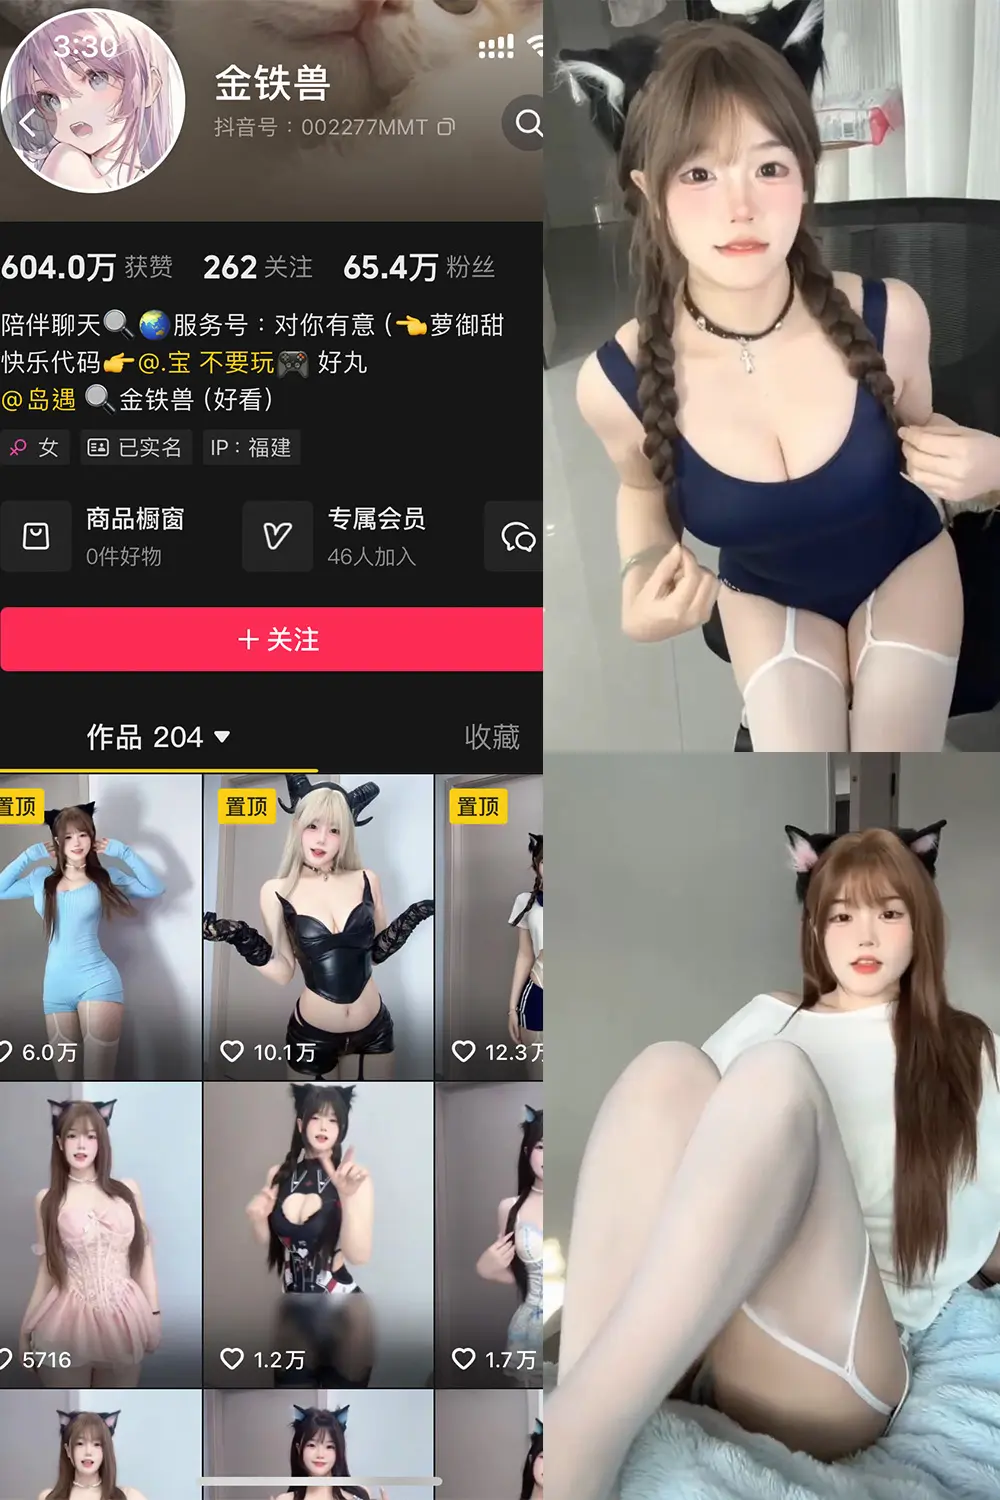 3:30
金铁兽
抖音号：002277MMT
604.0万 获赞 262 关注 65.4万 粉丝
陪伴聊天🔍🌏服务号：对你有意（👈萝御甜
快乐代码👉@.宝 不要玩🎮 好丸
@岛遇 🔍金铁兽（好看）
女 已实名 IP：福建
商品橱窗 专属会员
0件好物 46人加入
＋关注
作品 204 收藏
置顶 置顶 置顶
6.0万 10.1万 12.3万
5716 1.2万 1.7万